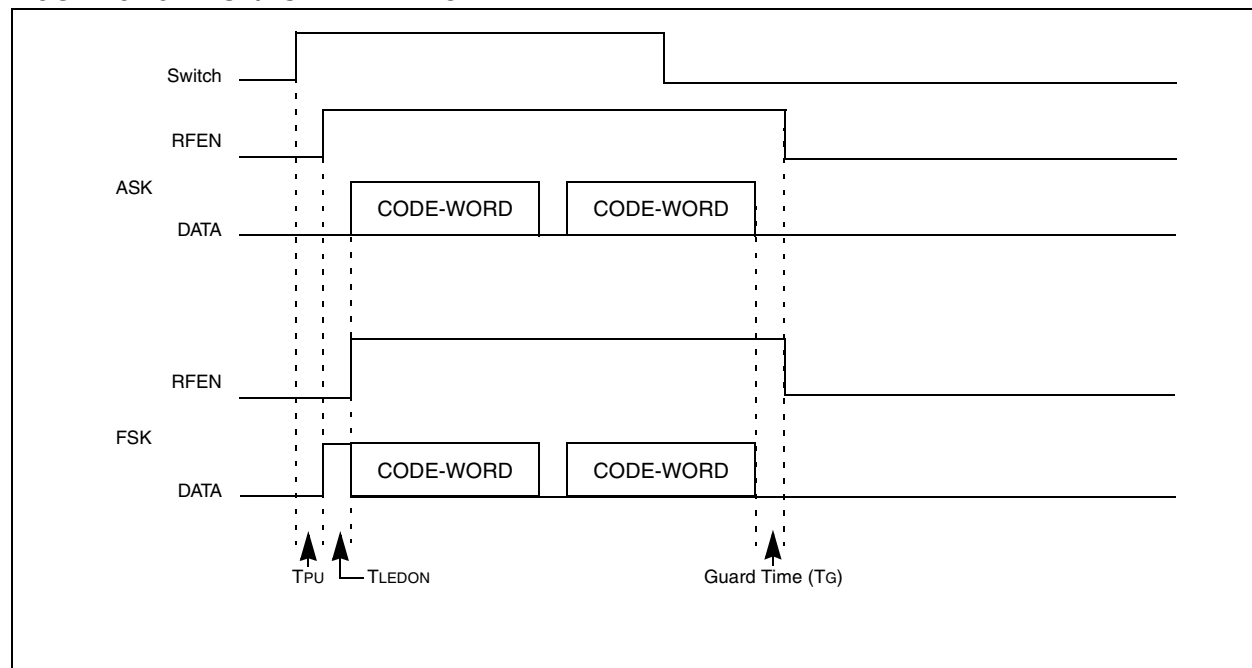 Switch
RFEN
ASK
CODE-WORD CODE-WORD
DATA
RFEN
FSK
CODE-WORD CODE-WORD
DATA
TPU TLEDON Guard Time (TG)